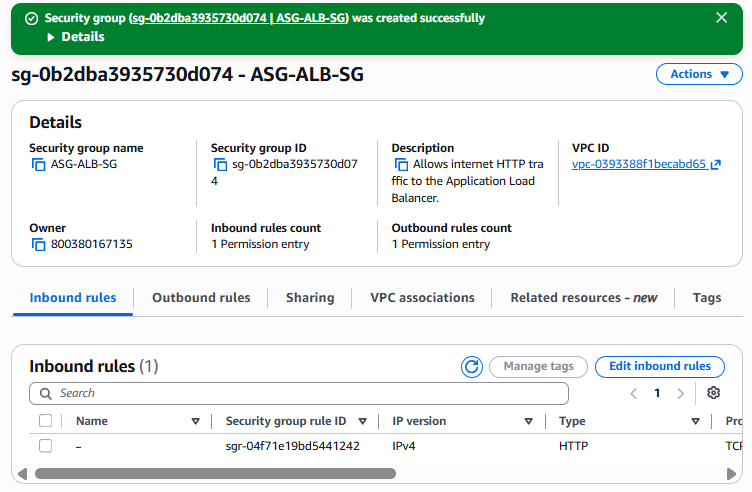 Security group (sg-0b2dba3935730d074 | ASG-ALB-SG) was created successfully
Details
sg-0b2dba3935730d074 - ASG-ALB-SG
Actions
Details
Security group name
ASG-ALB-SG
Security group ID
sg-0b2dba3935730d07
4
Description
Allows internet HTTP tra
ffic to the Application Load
Balancer.
VPC ID
vpc-0393388f1becabd65
Owner
800380167135
Inbound rules count
1 Permission entry
Outbound rules count
1 Permission entry
Inbound rules
Outbound rules
Sharing
VPC associations
Related resources - new
Tags
Inbound rules (1)
Manage tags
Edit inbound rules
Search
1
Name
Security group rule ID
IP version
Type
Pro
–
sgr-04f71e19bd5441242
IPv4
HTTP
TCP